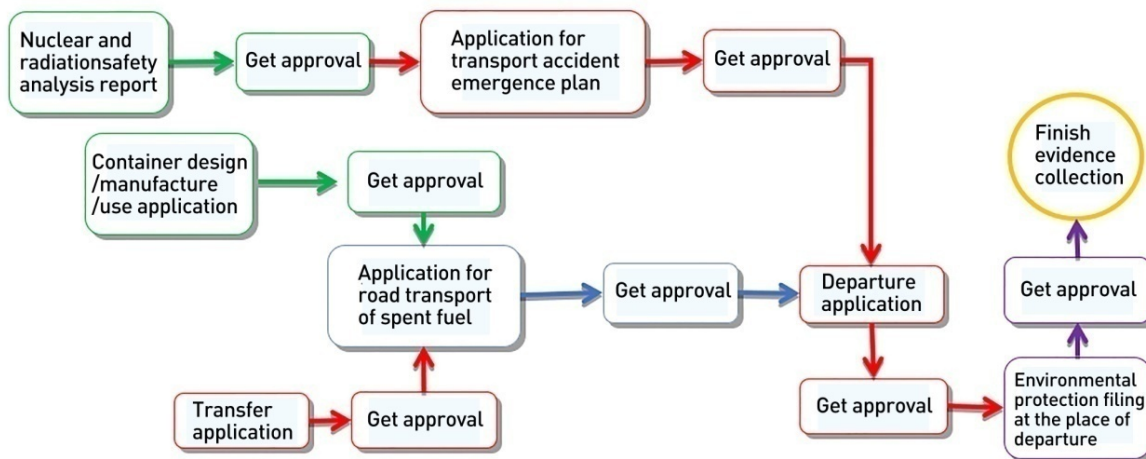 Nuclear and
radiationsafety
analysis report
Get approval
Application for
transport accident
emergence plan
Get approval
Container design
/manufacture
/use application
Get approval
Finish
evidence
collection
Application for
road transport
of spent fuel
Get approval
Departure
application
Get approval
Transfer
application
Get approval
Get approval
Environmental
protection filing
at the place of
departure